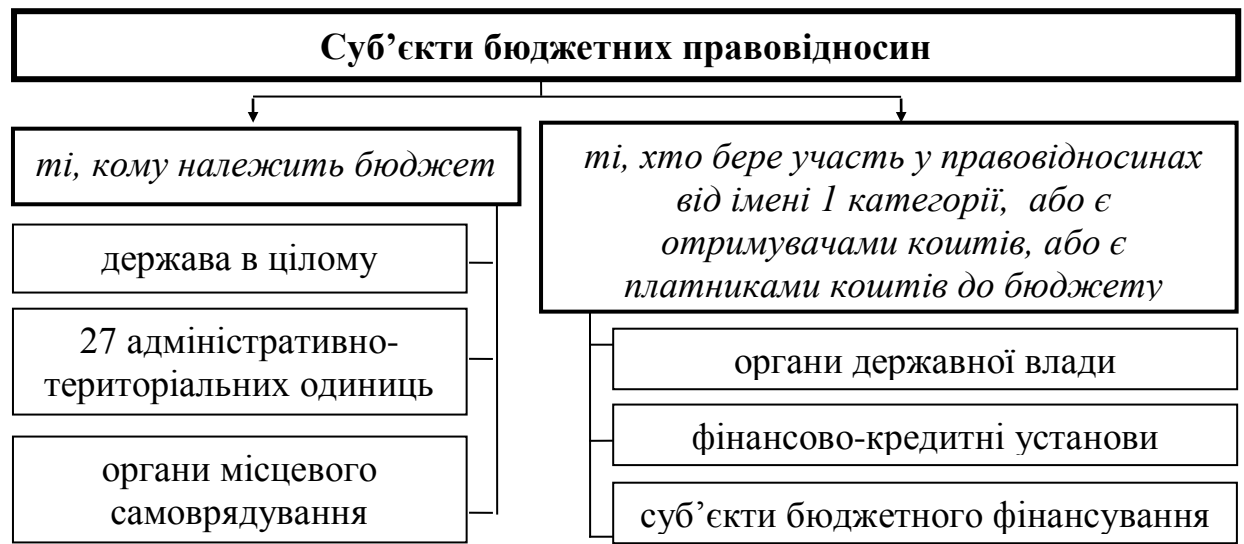 Суб’єкти бюджетних правовідносин
ті, кому належить бюджет
держава в цілому
27 адміністративно-
територіальних одиниць
органи місцевого
самоврядування
ті, хто бере участь у правовідносинах
від імені 1 категорії, або є
отримувачами коштів, або є
платниками коштів до бюджету
органи державної влади
фінансово-кредитні установи
суб’єкти бюджетного фінансування